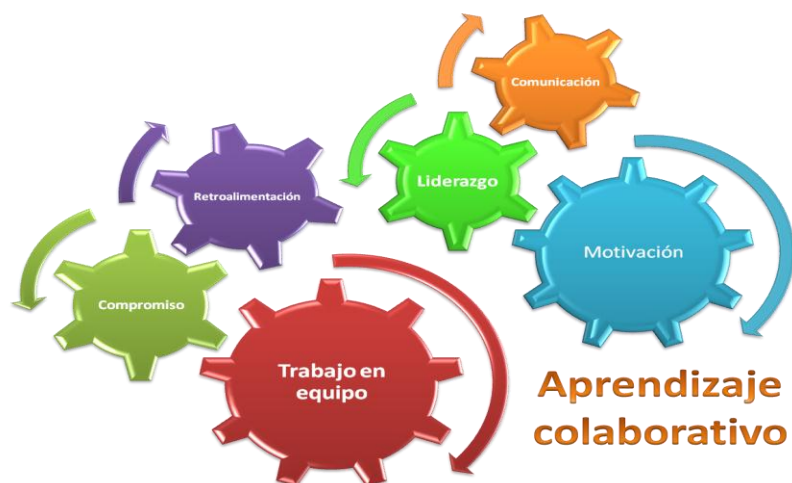 Comunicación
Liderazgo
Retroalimentación
Motivación
Compromiso
Trabajo en
equipo
Aprendizaje
colaborativo